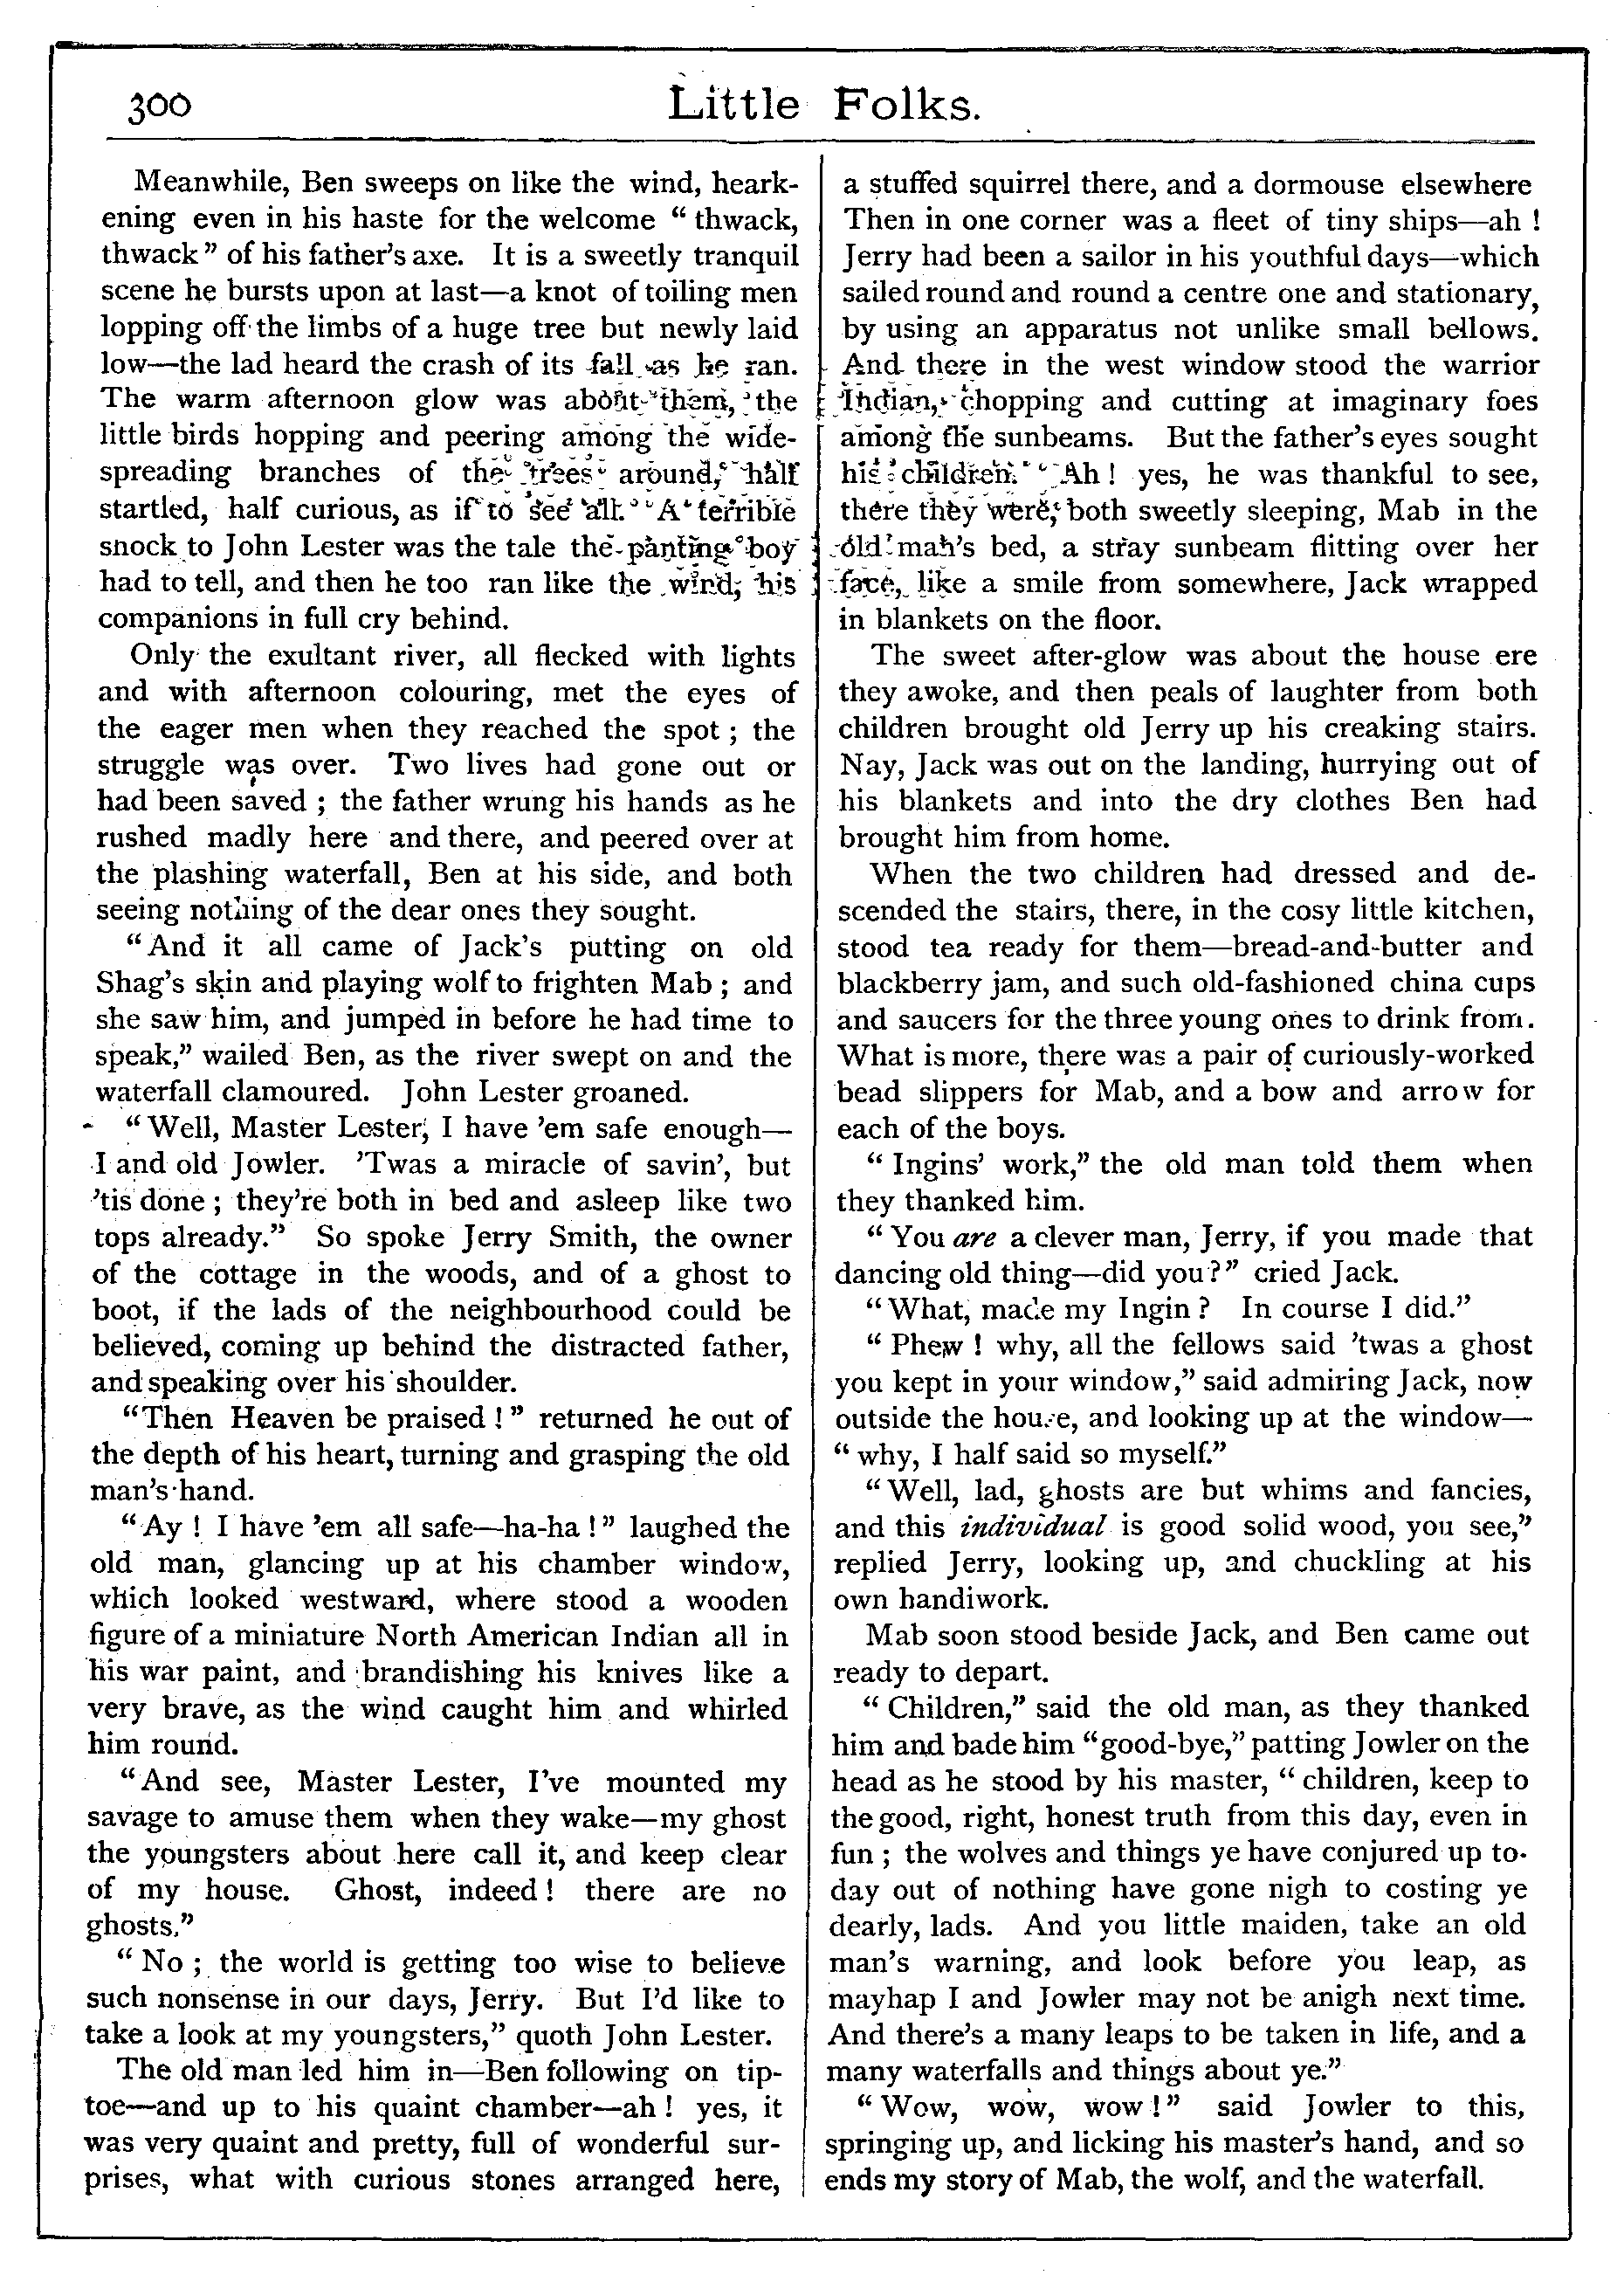 300
Little Folks.
Meanwhile, Ben sweeps on like the wind, heark-
ening even in his haste for the welcome “ thwack,
thwack” of his father's axe. It is a sweetly tranquil
scene he bursts upon at last—a knot of toiling men
lopping off the limbs of a huge tree but newly laid
low—the lad heard the crash of its fall as he ran.
The warm afternoon glow was about them, the
little birds hopping and peering among the wide-
spreading branches of the trees around, half
startled, half curious, as if to see all. A terrible
snock to John Lester was the tale the panting boy
had to tell, and then he too ran like the wind, his
companions in full cry behind.
Only the exultant river, all flecked with lights
and with afternoon colouring, met the eyes of
the eager men when they reached the spot ; the
struggle was over. Two lives had gone out or
had been saved ; the father wrung his hands as he
rushed madly here and there, and peered over at
the plashing waterfall, Ben at his side, and both
seeing nothing of the dear ones they sought.
“And it all came of Jack's putting on old
Shag's skin and playing wolf to frighten Mab ; and
she saw him, and jumped in before he had time to
speak,” wailed Ben, as the river swept on and the
waterfall clamoured. John Lester groaned.
“Well, Master Lester, I have 'em safe enough—
I and old Jowler. 'Twas a miracle of savin', but
'tis done ; they're both in bed and asleep like two
tops already.” So spoke Jerry Smith, the owner
of the cottage in the woods, and of a ghost to
boot, if the lads of the neighbourhood could be
believed, coming up behind the distracted father,
and speaking over his shoulder.
“Then Heaven be praised !” returned he out of
the depth of his heart, turning and grasping the old
man's hand.
“Ay ! I have 'em all safe—ha-ha !” laughed the
old man, glancing up at his chamber window,
which looked westward, where stood a wooden
figure of a miniature North American Indian all in
his war paint, and brandishing his knives like a
very brave, as the wind caught him and whirled
him round.
“And see, Master Lester, I've mounted my
savage to amuse them when they wake—my ghost
the youngsters about here call it, and keep clear
of my house. Ghost, indeed ! there are no
ghosts.”
“No ; the world is getting too wise to believe
such nonsense in our days, Jerry. But I'd like to
take a look at my youngsters,” quoth John Lester.
The old man led him in—Ben following on tip-
toe—and up to his quaint chamber—ah ! yes, it
was very quaint and pretty, full of wonderful sur-
prises, what with curious stones arranged here,
a stuffed squirrel there, and a dormouse elsewhere
Then in one corner was a fleet of tiny ships—ah !
Jerry had been a sailor in his youthful days—which
sailed round and round a centre one and stationary,
by using an apparatus not unlike small bellows.
And there in the west window stood the warrior
Indian, chopping and cutting at imaginary foes
among the sunbeams. But the father's eyes sought
his children. Ah ! yes, he was thankful to see,
there they were, both sweetly sleeping, Mab in the
old man's bed, a stray sunbeam flitting over her
face, like a smile from somewhere, Jack wrapped
in blankets on the floor.
The sweet after-glow was about the house ere
they awoke, and then peals of laughter from both
children brought old Jerry up his creaking stairs.
Nay, Jack was out on the landing, hurrying out of
his blankets and into the dry clothes Ben had
brought him from home.
When the two children had dressed and de-
scended the stairs, there, in the cosy little kitchen,
stood tea ready for them—bread-and-butter and
blackberry jam, and such old-fashioned china cups
and saucers for the three young ones to drink from.
What is more, there was a pair of curiously-worked
bead slippers for Mab, and a bow and arrow for
each of the boys.
“ Ingins' work,” the old man told them when
they thanked him.
“ You are a clever man, Jerry, if you made that
dancing old thing—did you?” cried Jack.
“What, made my Ingin ? In course I did.”
“ Phew ! why, all the fellows said 'twas a ghost
you kept in your window,” said admiring Jack, now
outside the house, and looking up at the window—
“ why, I half said so myself.”
“Well, lad, ghosts are but whims and fancies,
and this individual is good solid wood, you see,”
replied Jerry, looking up, and chuckling at his
own handiwork.
Mab soon stood beside Jack, and Ben came out
ready to depart.
“ Children,” said the old man, as they thanked
him and bade him “good-bye,” patting Jowler on the
head as he stood by his master, “ children, keep to
the good, right, honest truth from this day, even in
fun ; the wolves and things ye have conjured up to-
day out of nothing have gone nigh to costing ye
dearly, lads. And you little maiden, take an old
man's warning, and look before you leap, as
mayhap I and Jowler may not be anigh next time.
And there's a many leaps to be taken in life, and a
many waterfalls and things about ye.”
“ Wow, wow, wow !” said Jowler to this,
springing up, and licking his master's hand, and so
ends my story of Mab, the wolf, and the waterfall.